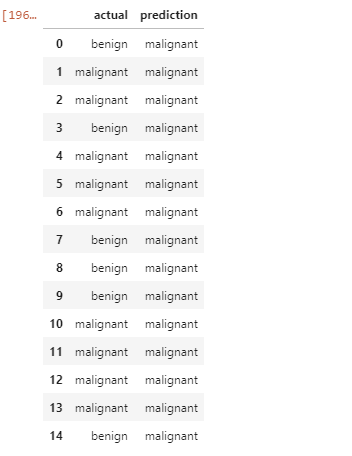 [196…
actual prediction
0 benign malignant
1 malignant malignant
2 malignant malignant
3 benign malignant
4 malignant malignant
5 malignant malignant
6 malignant malignant
7 benign malignant
8 benign malignant
9 benign malignant
10 malignant malignant
11 malignant malignant
12 malignant malignant
13 malignant malignant
14 benign malignant